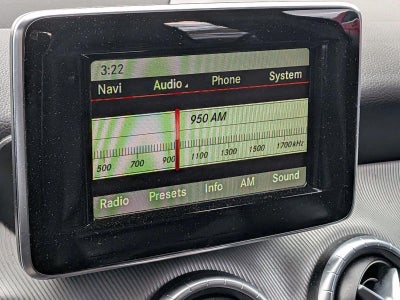 3:22
Navi Audio Phone System
950 AM
500 700 900 1100 1300 1500 1700 kHz
Radio Presets Info AM Sound